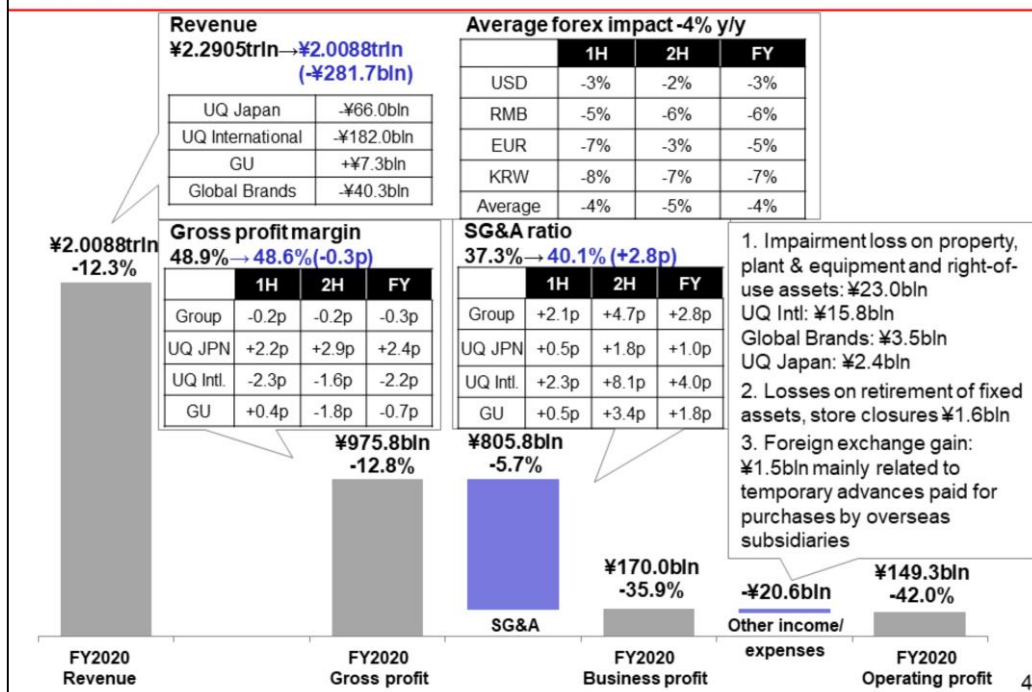 Revenue
¥2.2905trln→¥2.0088trln
(-¥281.7bln)
UQ Japan -¥66.0bln
UQ International -¥182.0bln
GU +¥7.3bln
Global Brands -¥40.3bln
Average forex impact -4% y/y
1H 2H FY
USD -3% -2% -3%
RMB -5% -6% -6%
EUR -7% -3% -5%
KRW -8% -7% -7%
Average -4% -5% -4%
¥2.0088trln
-12.3%
Gross profit margin
48.9%→48.6%(-0.3p)
1H 2H FY
Group -0.2p -0.2p -0.3p
UQ JPN +2.2p +2.9p +2.4p
UQ Intl. -2.3p -1.6p -2.2p
GU +0.4p -1.8p -0.7p
SG&A ratio
37.3%→40.1% (+2.8p)
1H 2H FY
Group +2.1p +4.7p +2.8p
UQ JPN +0.5p +1.8p +1.0p
UQ Intl. +2.3p +8.1p +4.0p
GU +0.5p +3.4p +1.8p
1. Impairment loss on property,
plant & equipment and right-of-
use assets: ¥23.0bln
UQ Intl: ¥15.8bln
Global Brands: ¥3.5bln
UQ Japan: ¥2.4bln
2. Losses on retirement of fixed
assets, store closures ¥1.6bln
3. Foreign exchange gain:
¥1.5bln mainly related to
temporary advances paid for
purchases by overseas
subsidiaries
¥975.8bln
-12.8%
¥805.8bln
-5.7%
¥170.0bln
-35.9%
-¥20.6bln
¥149.3bln
-42.0%
SG&A
Other income/
expenses
FY2020
Revenue
FY2020
Gross profit
FY2020
Business profit
FY2020
Operating profit
4